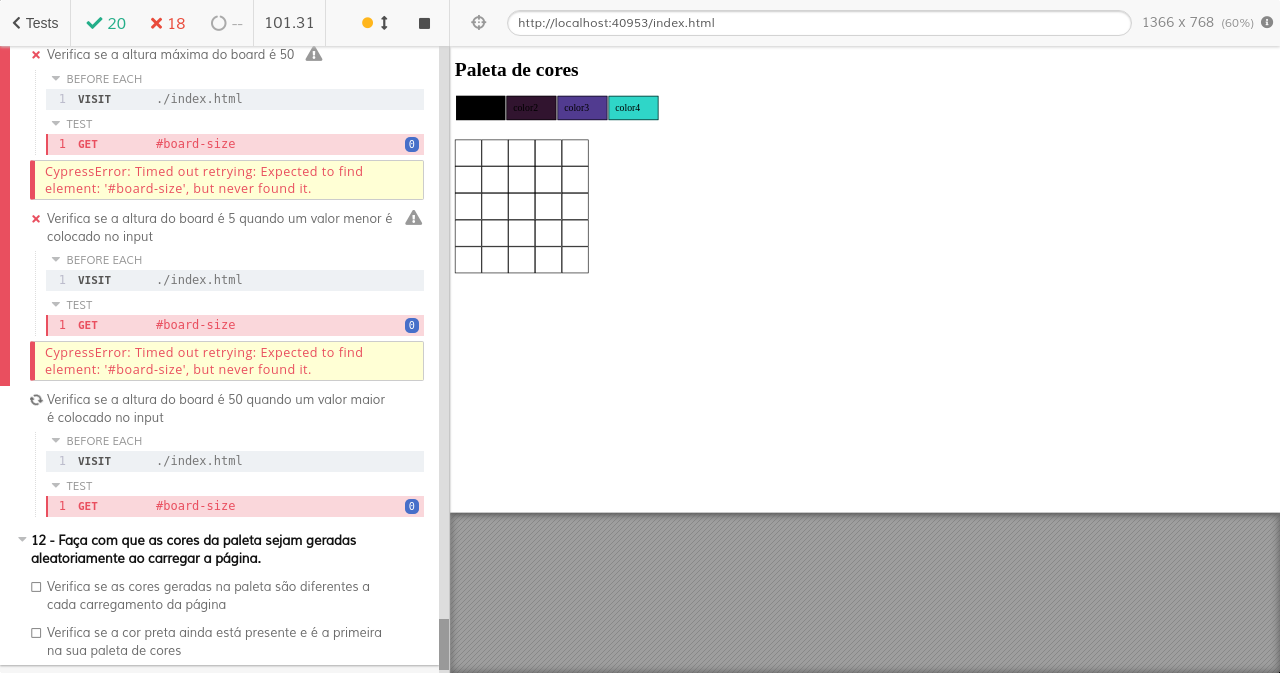 Tests 20 18 -- 101.31
Verifica se a altura máxima do board é 50
BEFORE EACH
1 VISIT ./index.html
TEST
1 GET #board-size 0
CypressError: Timed out retrying: Expected to find
element: '#board-size', but never found it.
Verifica se a altura do board é 5 quando um valor menor é
colocado no input
BEFORE EACH
1 VISIT ./index.html
TEST
1 GET #board-size 0
CypressError: Timed out retrying: Expected to find
element: '#board-size', but never found it.
Verifica se a altura do board é 50 quando um valor maior
é colocado no input
BEFORE EACH
1 VISIT ./index.html
TEST
1 GET #board-size 0
12 - Faça com que as cores da paleta sejam geradas
aleatoriamente ao carregar a página.
Verifica se as cores geradas na paleta são diferentes a
cada carregamento da página
Verifica se a cor preta ainda está presente e é a primeira
na sua paleta de cores
http://localhost:40953/index.html 1366 x 768 (60%)
Paleta de cores
color2 color3 color4